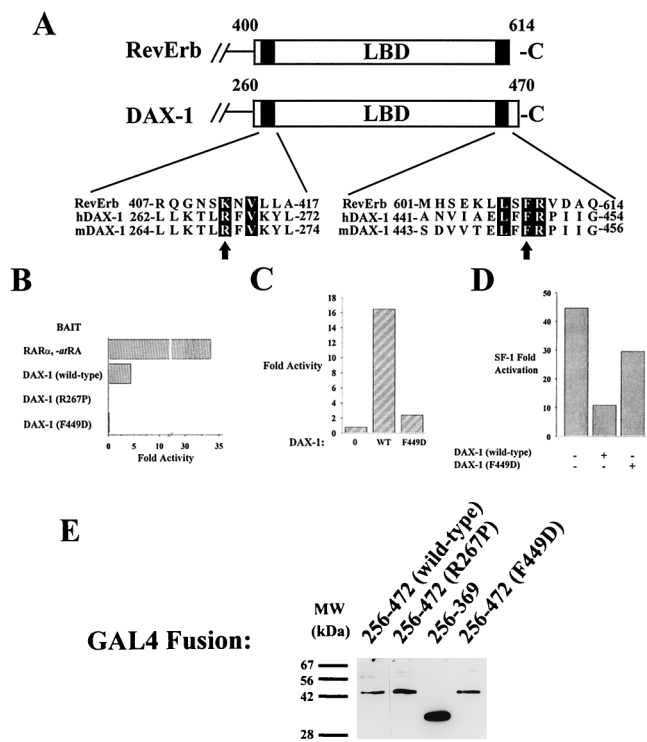 A
400 614
RevErb // LBD -C
260 470
DAX-1 // LBD -C
RevErb 407-R Q G N S K N V L L A-417
hDAX-1 262-L L K T L R F V K Y L-272
mDAX-1 264-L L K T L R F V K Y L-274
RevErb 601-M H S E K L L S F R V D A Q-614
hDAX-1 441-A N V I A E L F F R P I I G-454
mDAX-1 443-S D V V T E L F F R P I I G-456
B
BAIT
RARα, -atRA
DAX-1 (wild-type)
DAX-1 (R267P)
DAX-1 (F449D)
0 5 10 25 35
Fold Activity
C
18
16
14
12
10
8
6
4
2
0
Fold Activity
DAX-1: 0 WT F449D
D
50
40
30
20
10
0
SF-1 Fold
Activation
DAX-1 (wild-type) - + -
DAX-1 (F449D) - - +
E
GAL4 Fusion:
MW
(kDa)
256-472 (wild-type)
256-472 (R267P)
256-369
256-472 (F449D)
67
56
42
28